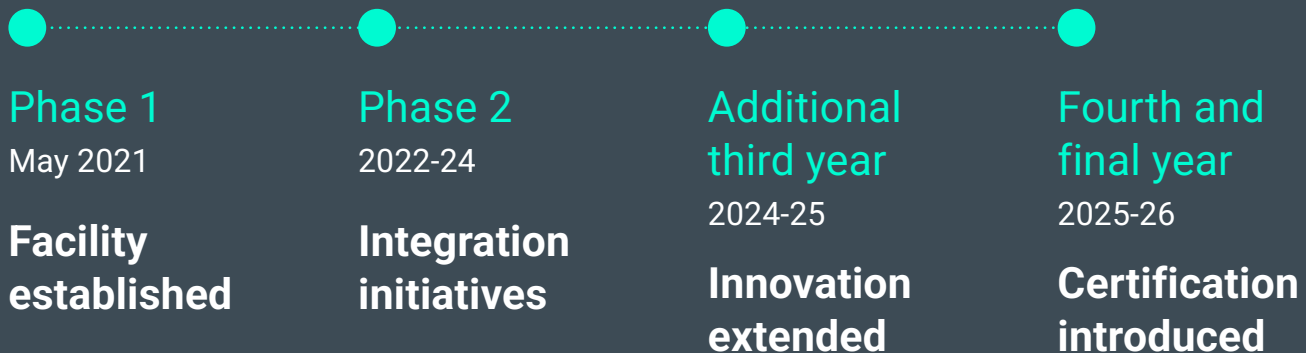 Phase 1
May 2021
Facility
established
Phase 2
2022-24
Integration
initiatives
Additional
third year
2024-25
Innovation
extended
Fourth and
final year
2025-26
Certification
introduced